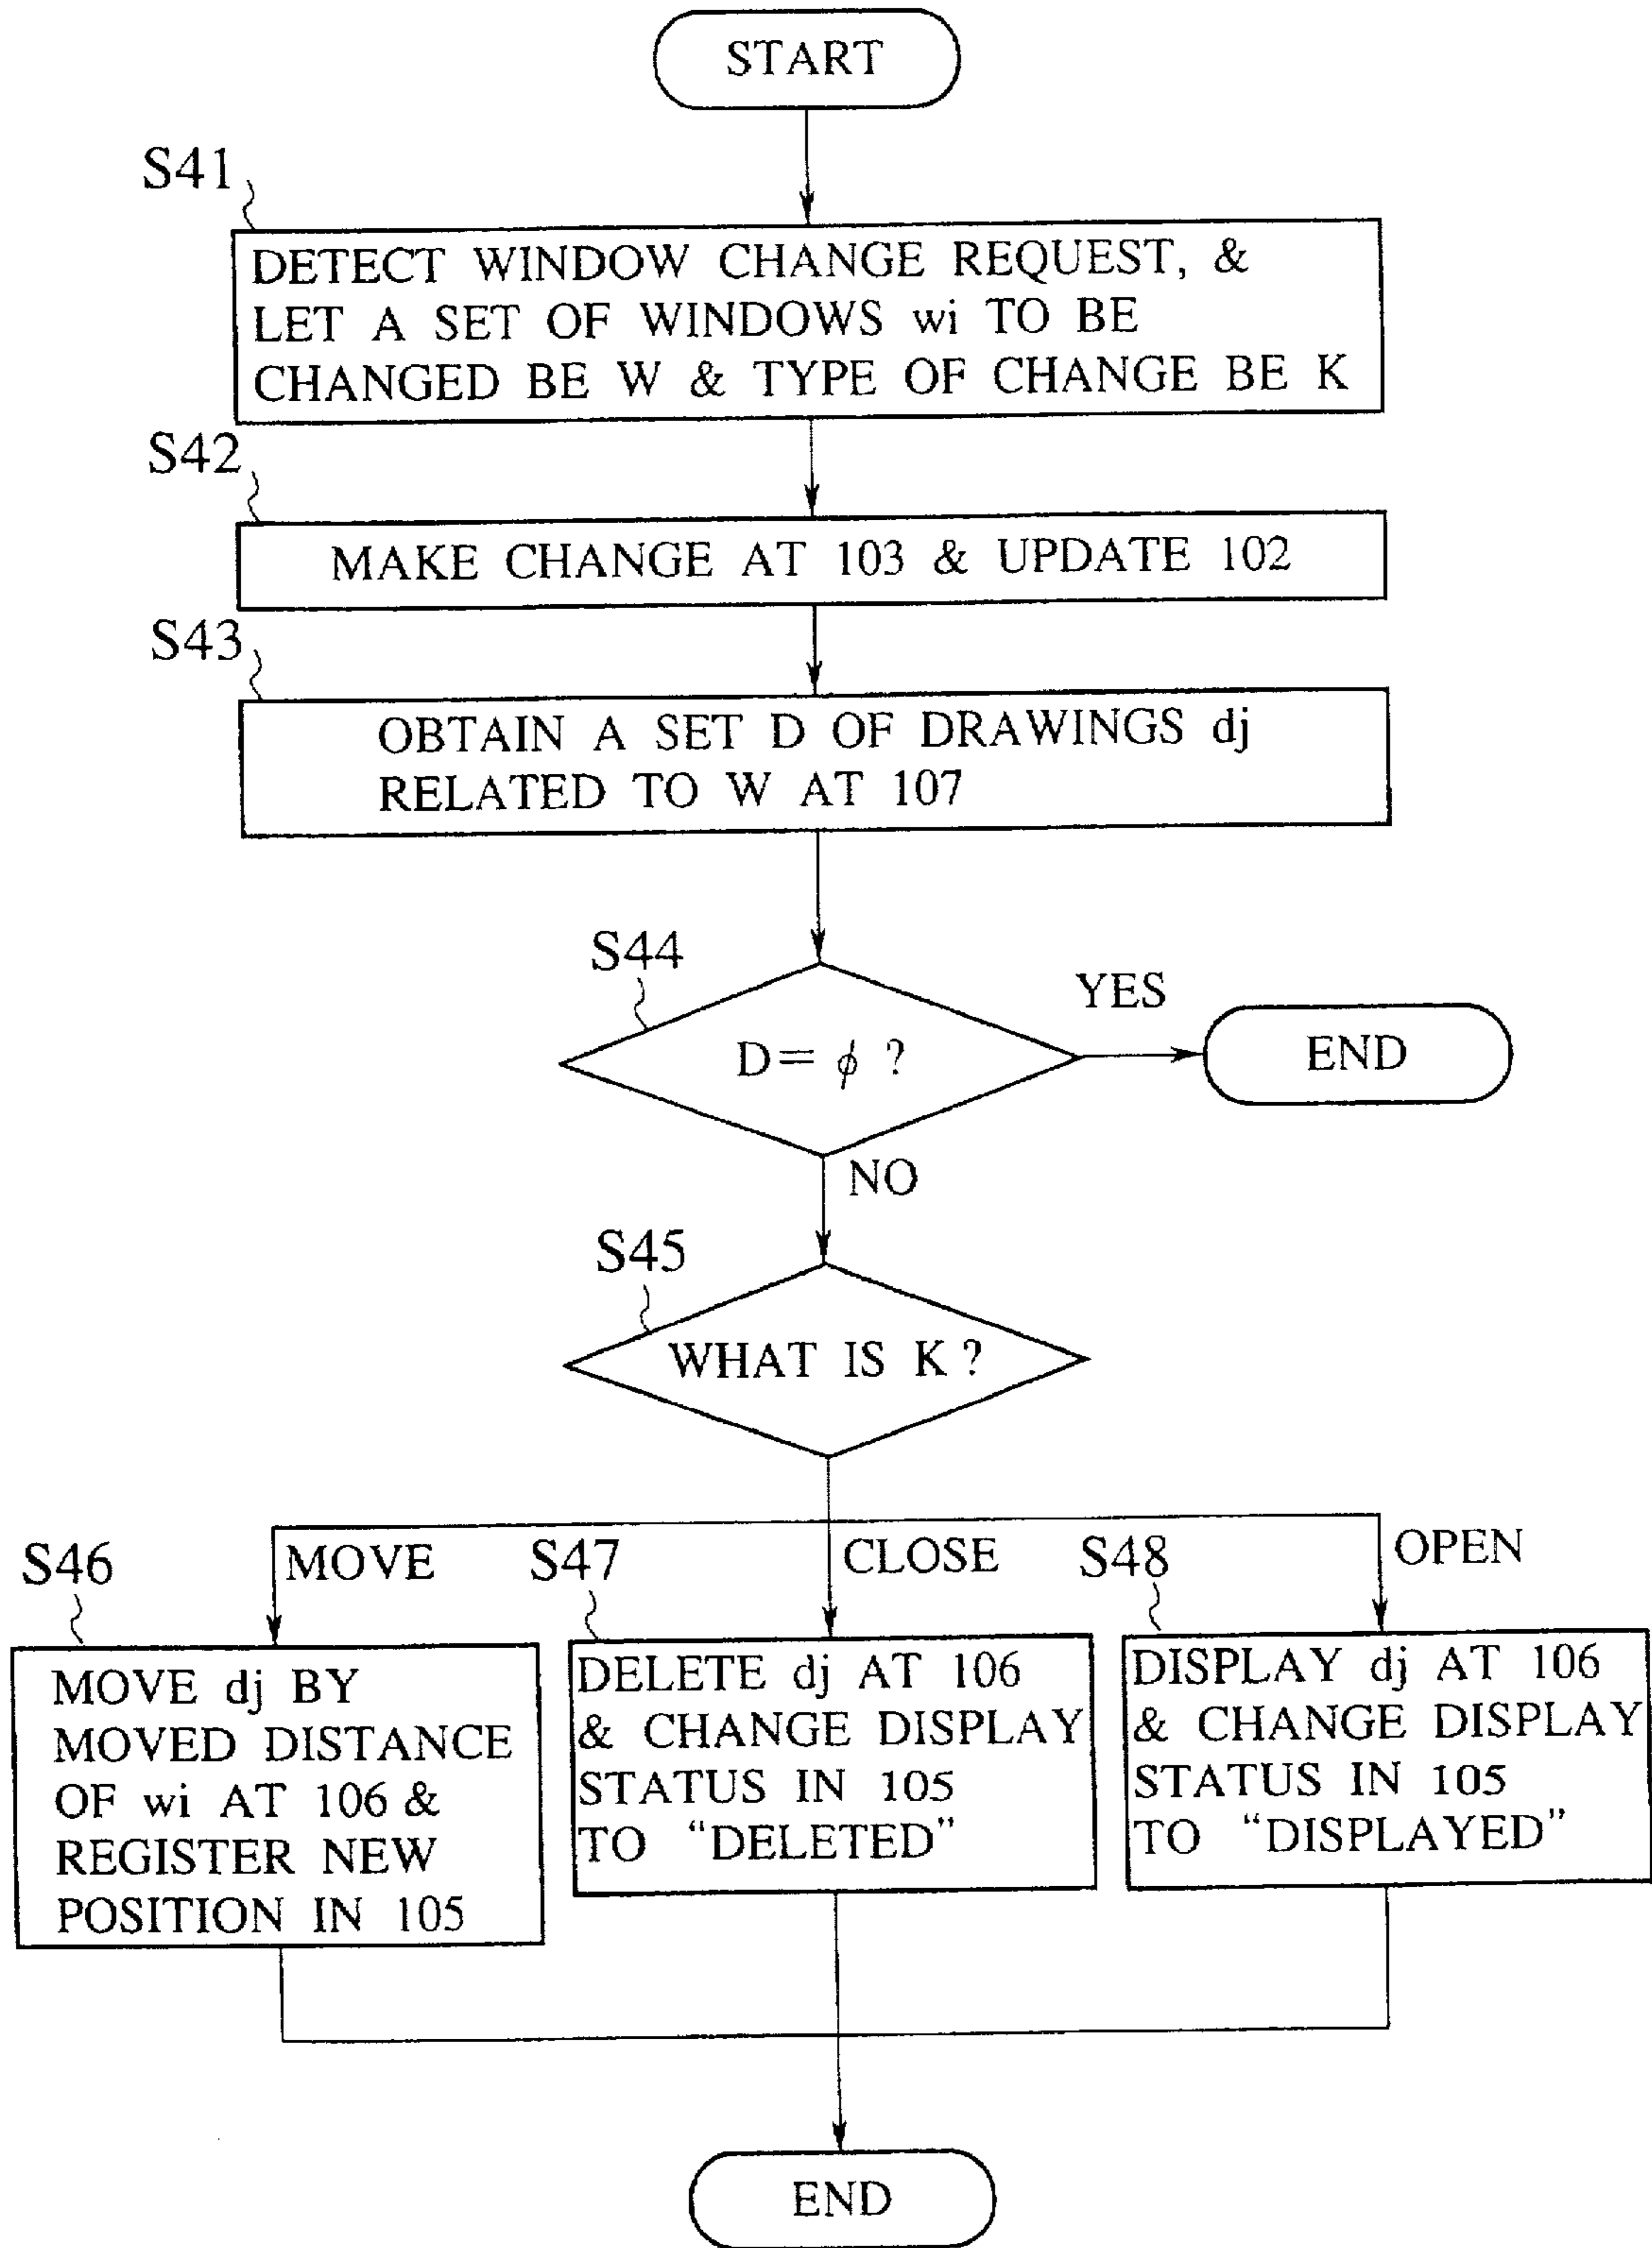 START
S41
DETECT WINDOW CHANGE REQUEST, &
LET A SET OF WINDOWS wi TO BE
CHANGED BE W & TYPE OF CHANGE BE K
S42
MAKE CHANGE AT 103 & UPDATE 102
S43
OBTAIN A SET D OF DRAWINGS dj
RELATED TO W AT 107
S44
D= ϕ ?
YES
END
NO
S45
WHAT IS K?
S46
MOVE
MOVE dj BY
MOVED DISTANCE
OF wi AT 106 &
REGISTER NEW
POSITION IN 105
S47
CLOSE
DELETE dj AT 106
& CHANGE DISPLAY
STATUS IN 105
TO “DELETED”
S48
OPEN
DISPLAY dj AT 106
& CHANGE DISPLAY
STATUS IN 105
TO “DISPLAYED”
END